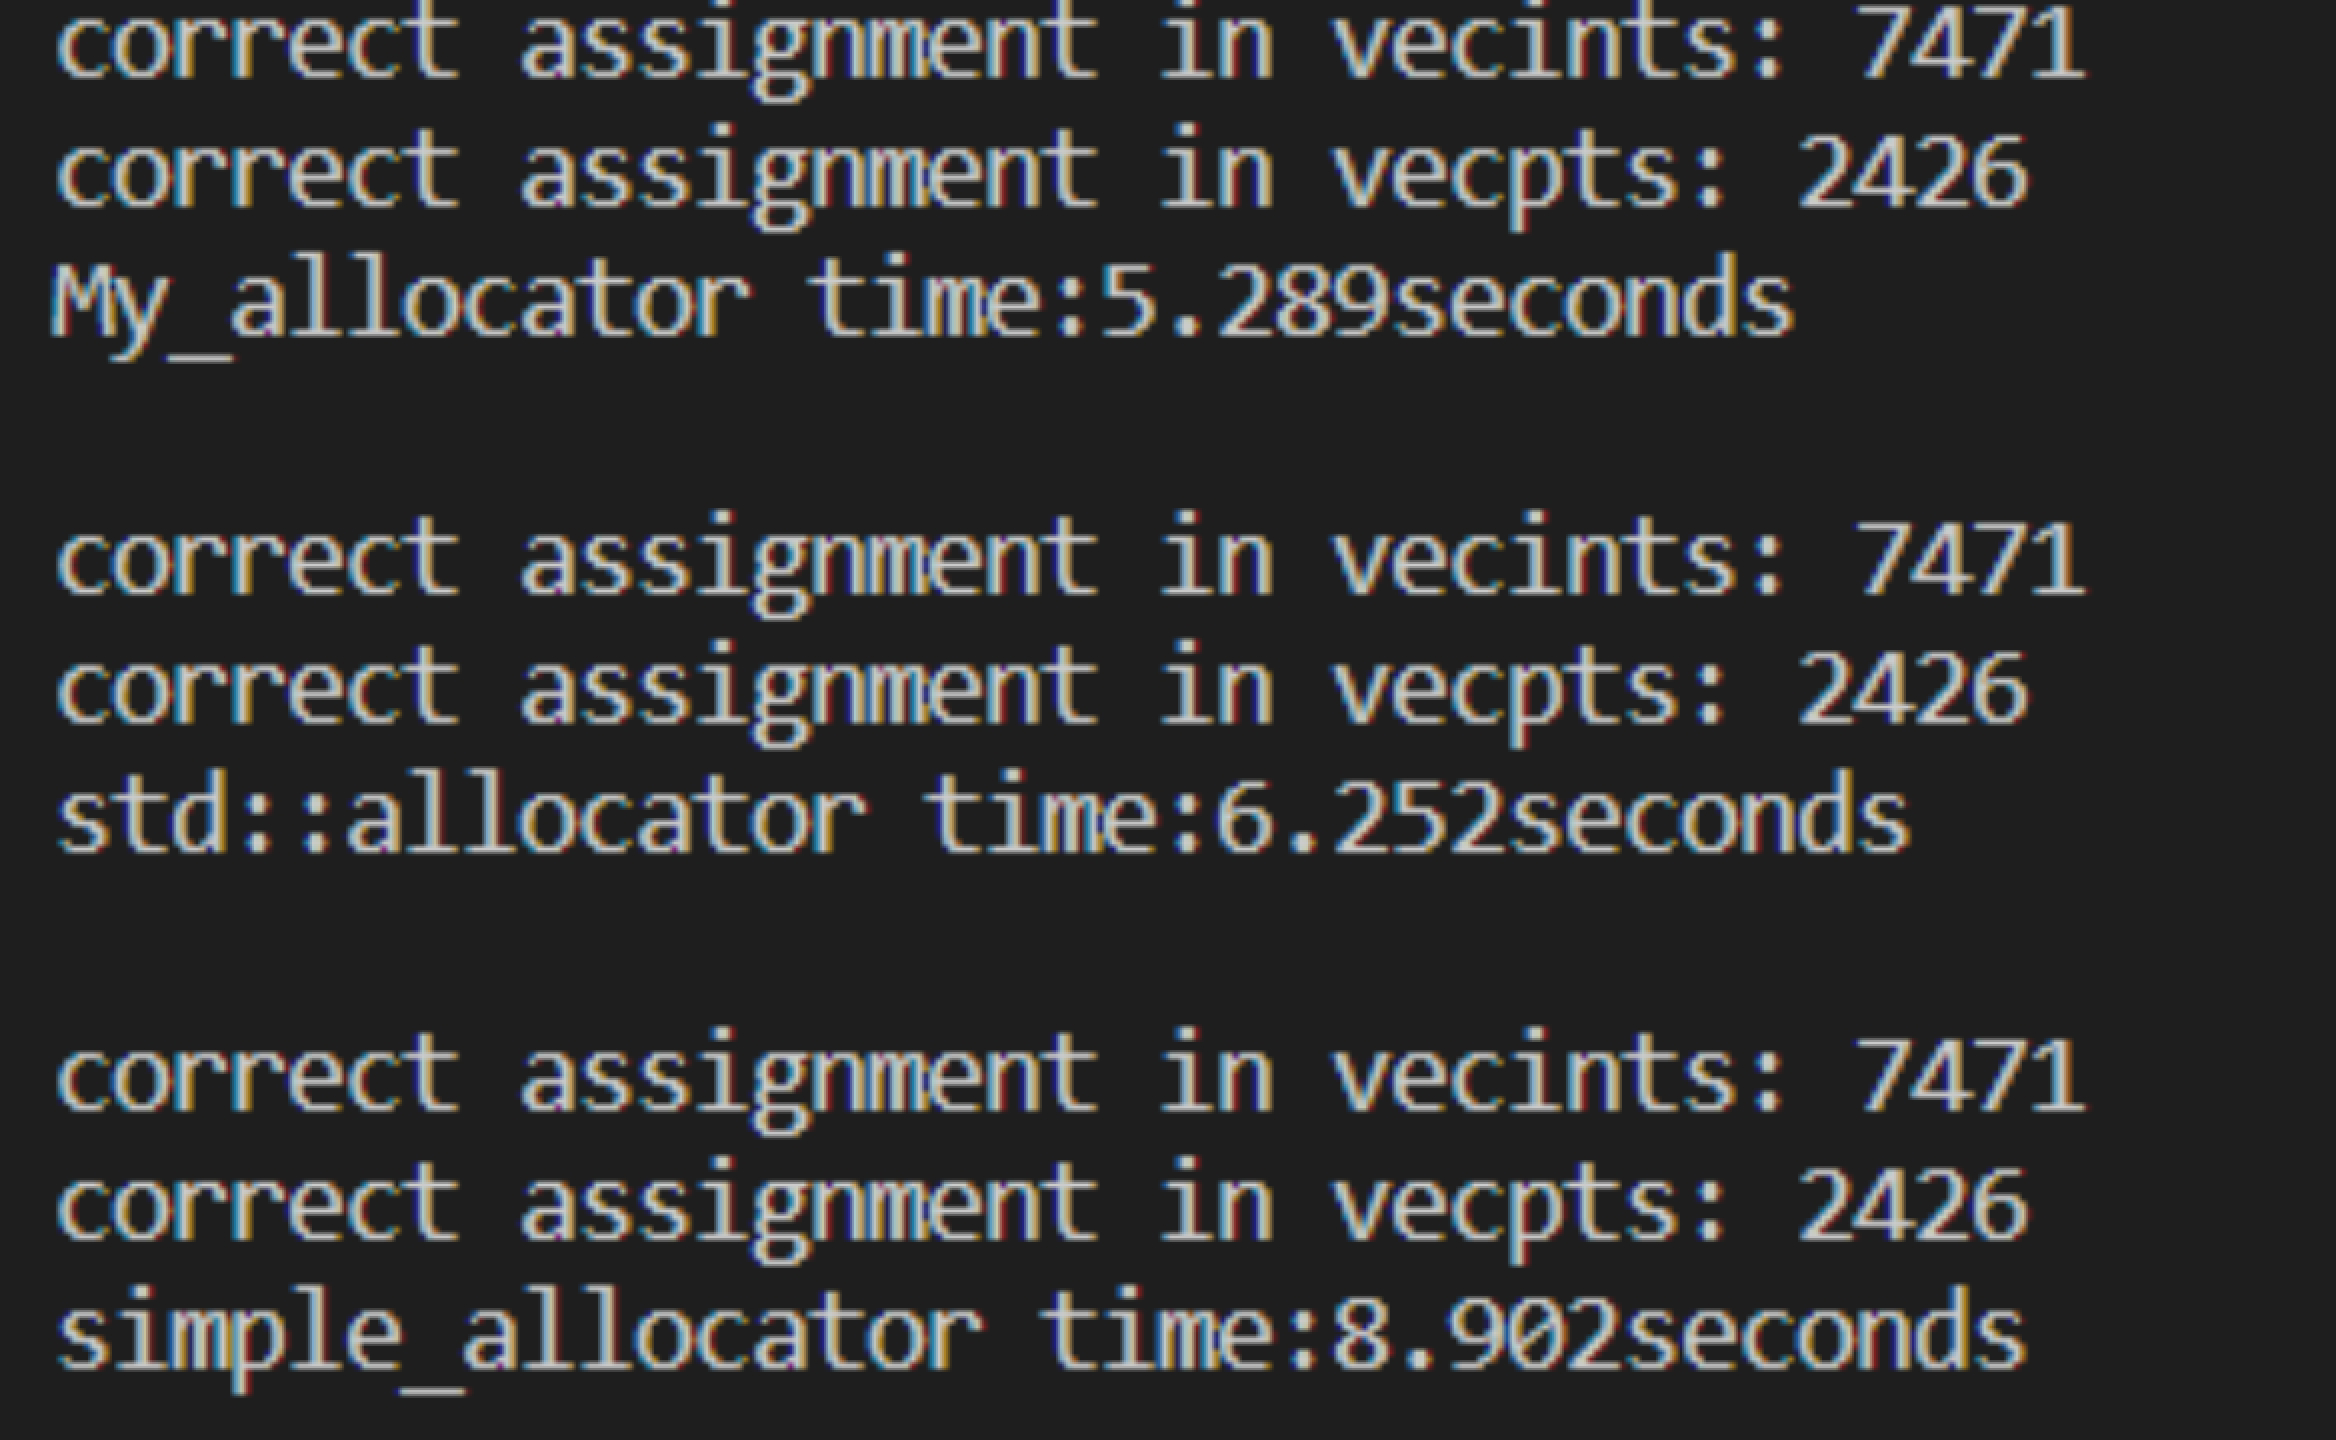 correct assignment in vecints: 7471
correct assignment in vecpts: 2426
My_allocator time:5.289seconds
correct assignment in vecints: 7471
correct assignment in vecpts: 2426
std::allocator time:6.252seconds
correct assignment in vecints: 7471
correct assignment in vecpts: 2426
simple_allocator time:8.902seconds